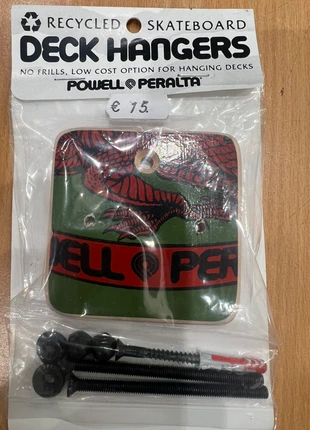 RECYCLED SKATEBOARD
DECK HANGERS
NO FRILLS, LOW COST OPTION FOR HANGING DECKS
POWELL PERALTA
€ 15.
WELL PER